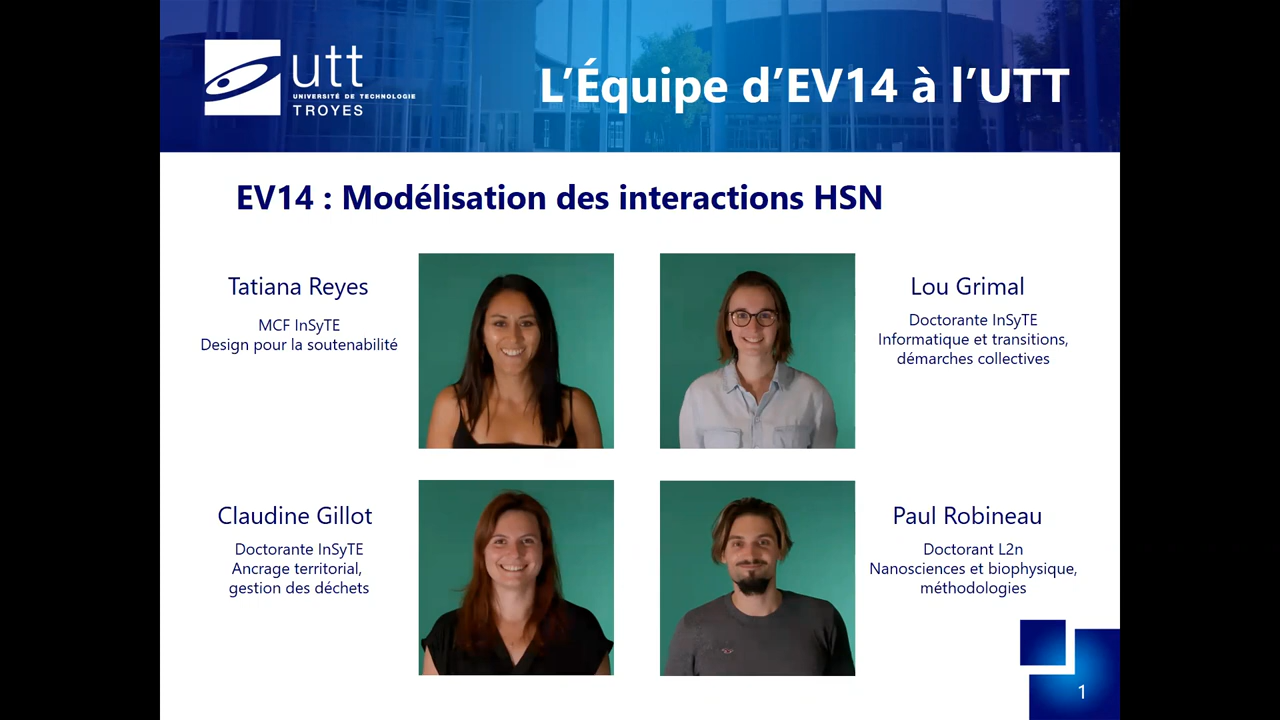 utt
UNIVERSITÉ DE TECHNOLOGIE
TROYES
L’Équipe d’EV14 à l’UTT
EV14 : Modélisation des interactions HSN
Tatiana Reyes
MCF InSyTE
Design pour la soutenabilité
Lou Grimal
Doctorante InSyTE
Informatique et transitions,
démarches collectives
Claudine Gillot
Doctorante InSyTE
Ancrage territorial,
gestion des déchets
Paul Robineau
Doctorant L2n
Nanosciences et biophysique,
méthodologies
1